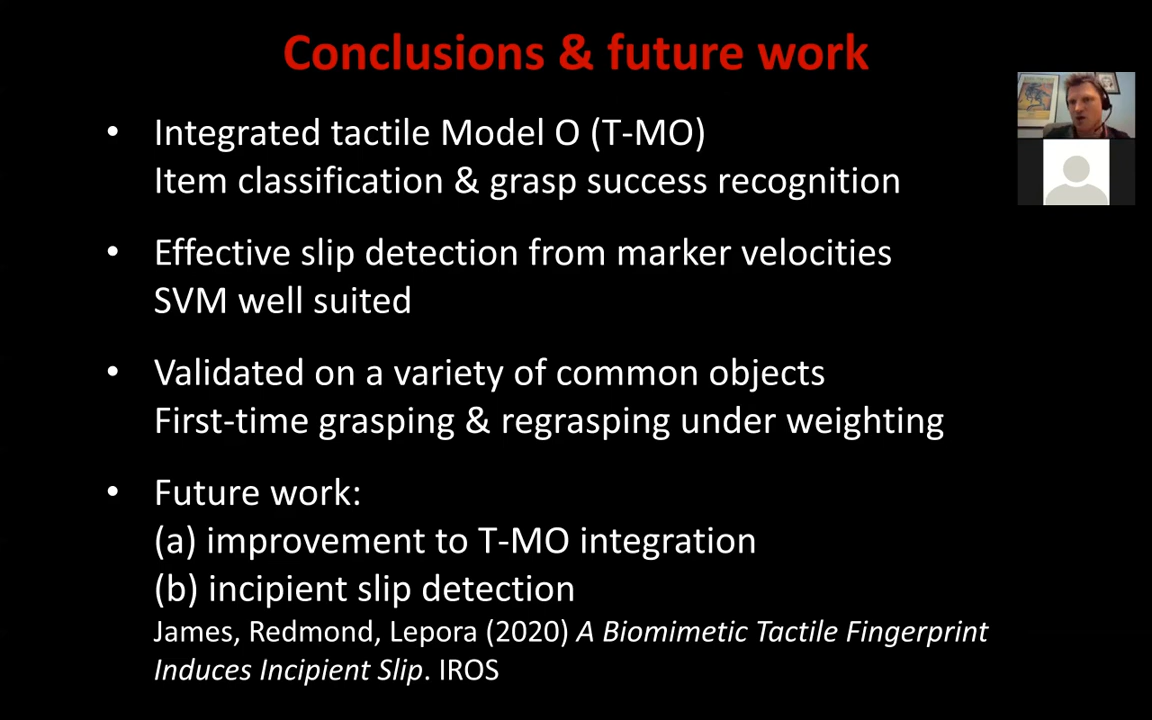 Conclusions & future work
• Integrated tactile Model O (T-MO)
Item classification & grasp success recognition
• Effective slip detection from marker velocities
SVM well suited
• Validated on a variety of common objects
First-time grasping & regrasping under weighting
• Future work:
(a) improvement to T-MO integration
(b) incipient slip detection
James, Redmond, Lepora (2020) A Biomimetic Tactile Fingerprint
Induces Incipient Slip. IROS